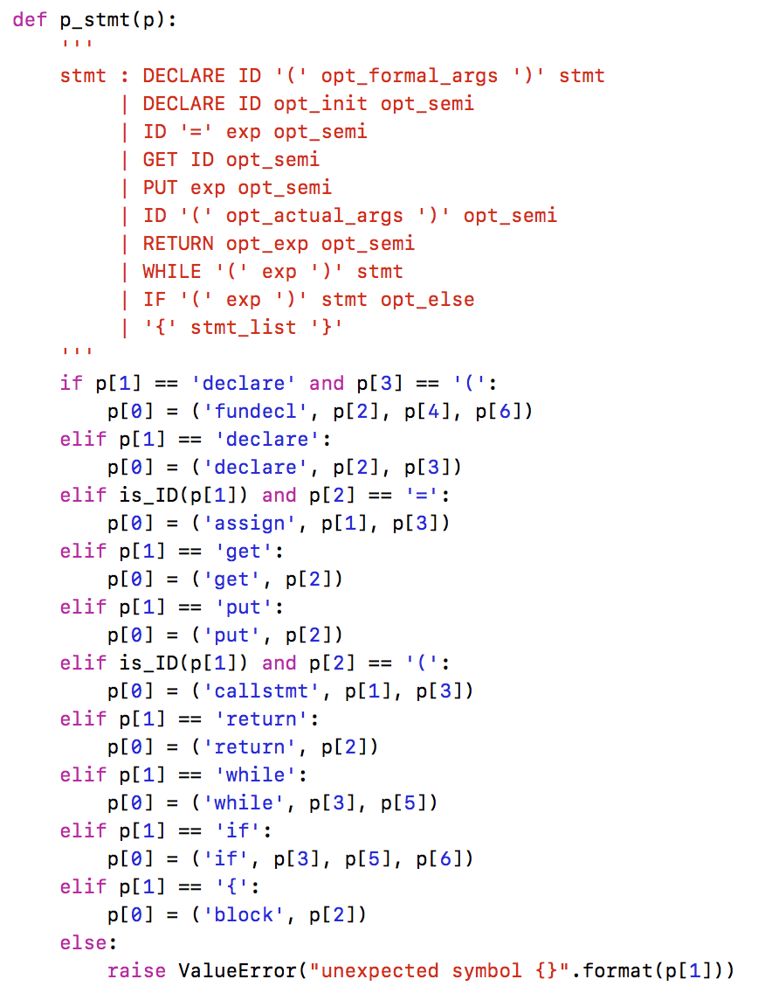 def p_stmt(p):
    '''
    stmt : DECLARE ID '(' opt_formal_args ')' stmt
         | DECLARE ID opt_init opt_semi
         | ID '=' exp opt_semi
         | GET ID opt_semi
         | PUT exp opt_semi
         | ID '(' opt_actual_args ')' opt_semi
         | RETURN opt_exp opt_semi
         | WHILE '(' exp ')' stmt
         | IF '(' exp ')' stmt opt_else
         | '{' stmt_list '}'
    '''
    if p[1] == 'declare' and p[3] == '(':
        p[0] = ('fundecl', p[2], p[4], p[6])
    elif p[1] == 'declare':
        p[0] = ('declare', p[2], p[3])
    elif is_ID(p[1]) and p[2] == '=':
        p[0] = ('assign', p[1], p[3])
    elif p[1] == 'get':
        p[0] = ('get', p[2])
    elif p[1] == 'put':
        p[0] = ('put', p[2])
    elif is_ID(p[1]) and p[2] == '(':
        p[0] = ('callstmt', p[1], p[3])
    elif p[1] == 'return':
        p[0] = ('return', p[2])
    elif p[1] == 'while':
        p[0] = ('while', p[3], p[5])
    elif p[1] == 'if':
        p[0] = ('if', p[3], p[5], p[6])
    elif p[1] == '{':
        p[0] = ('block', p[2])
    else:
        raise ValueError("unexpected symbol {}".format(p[1]))